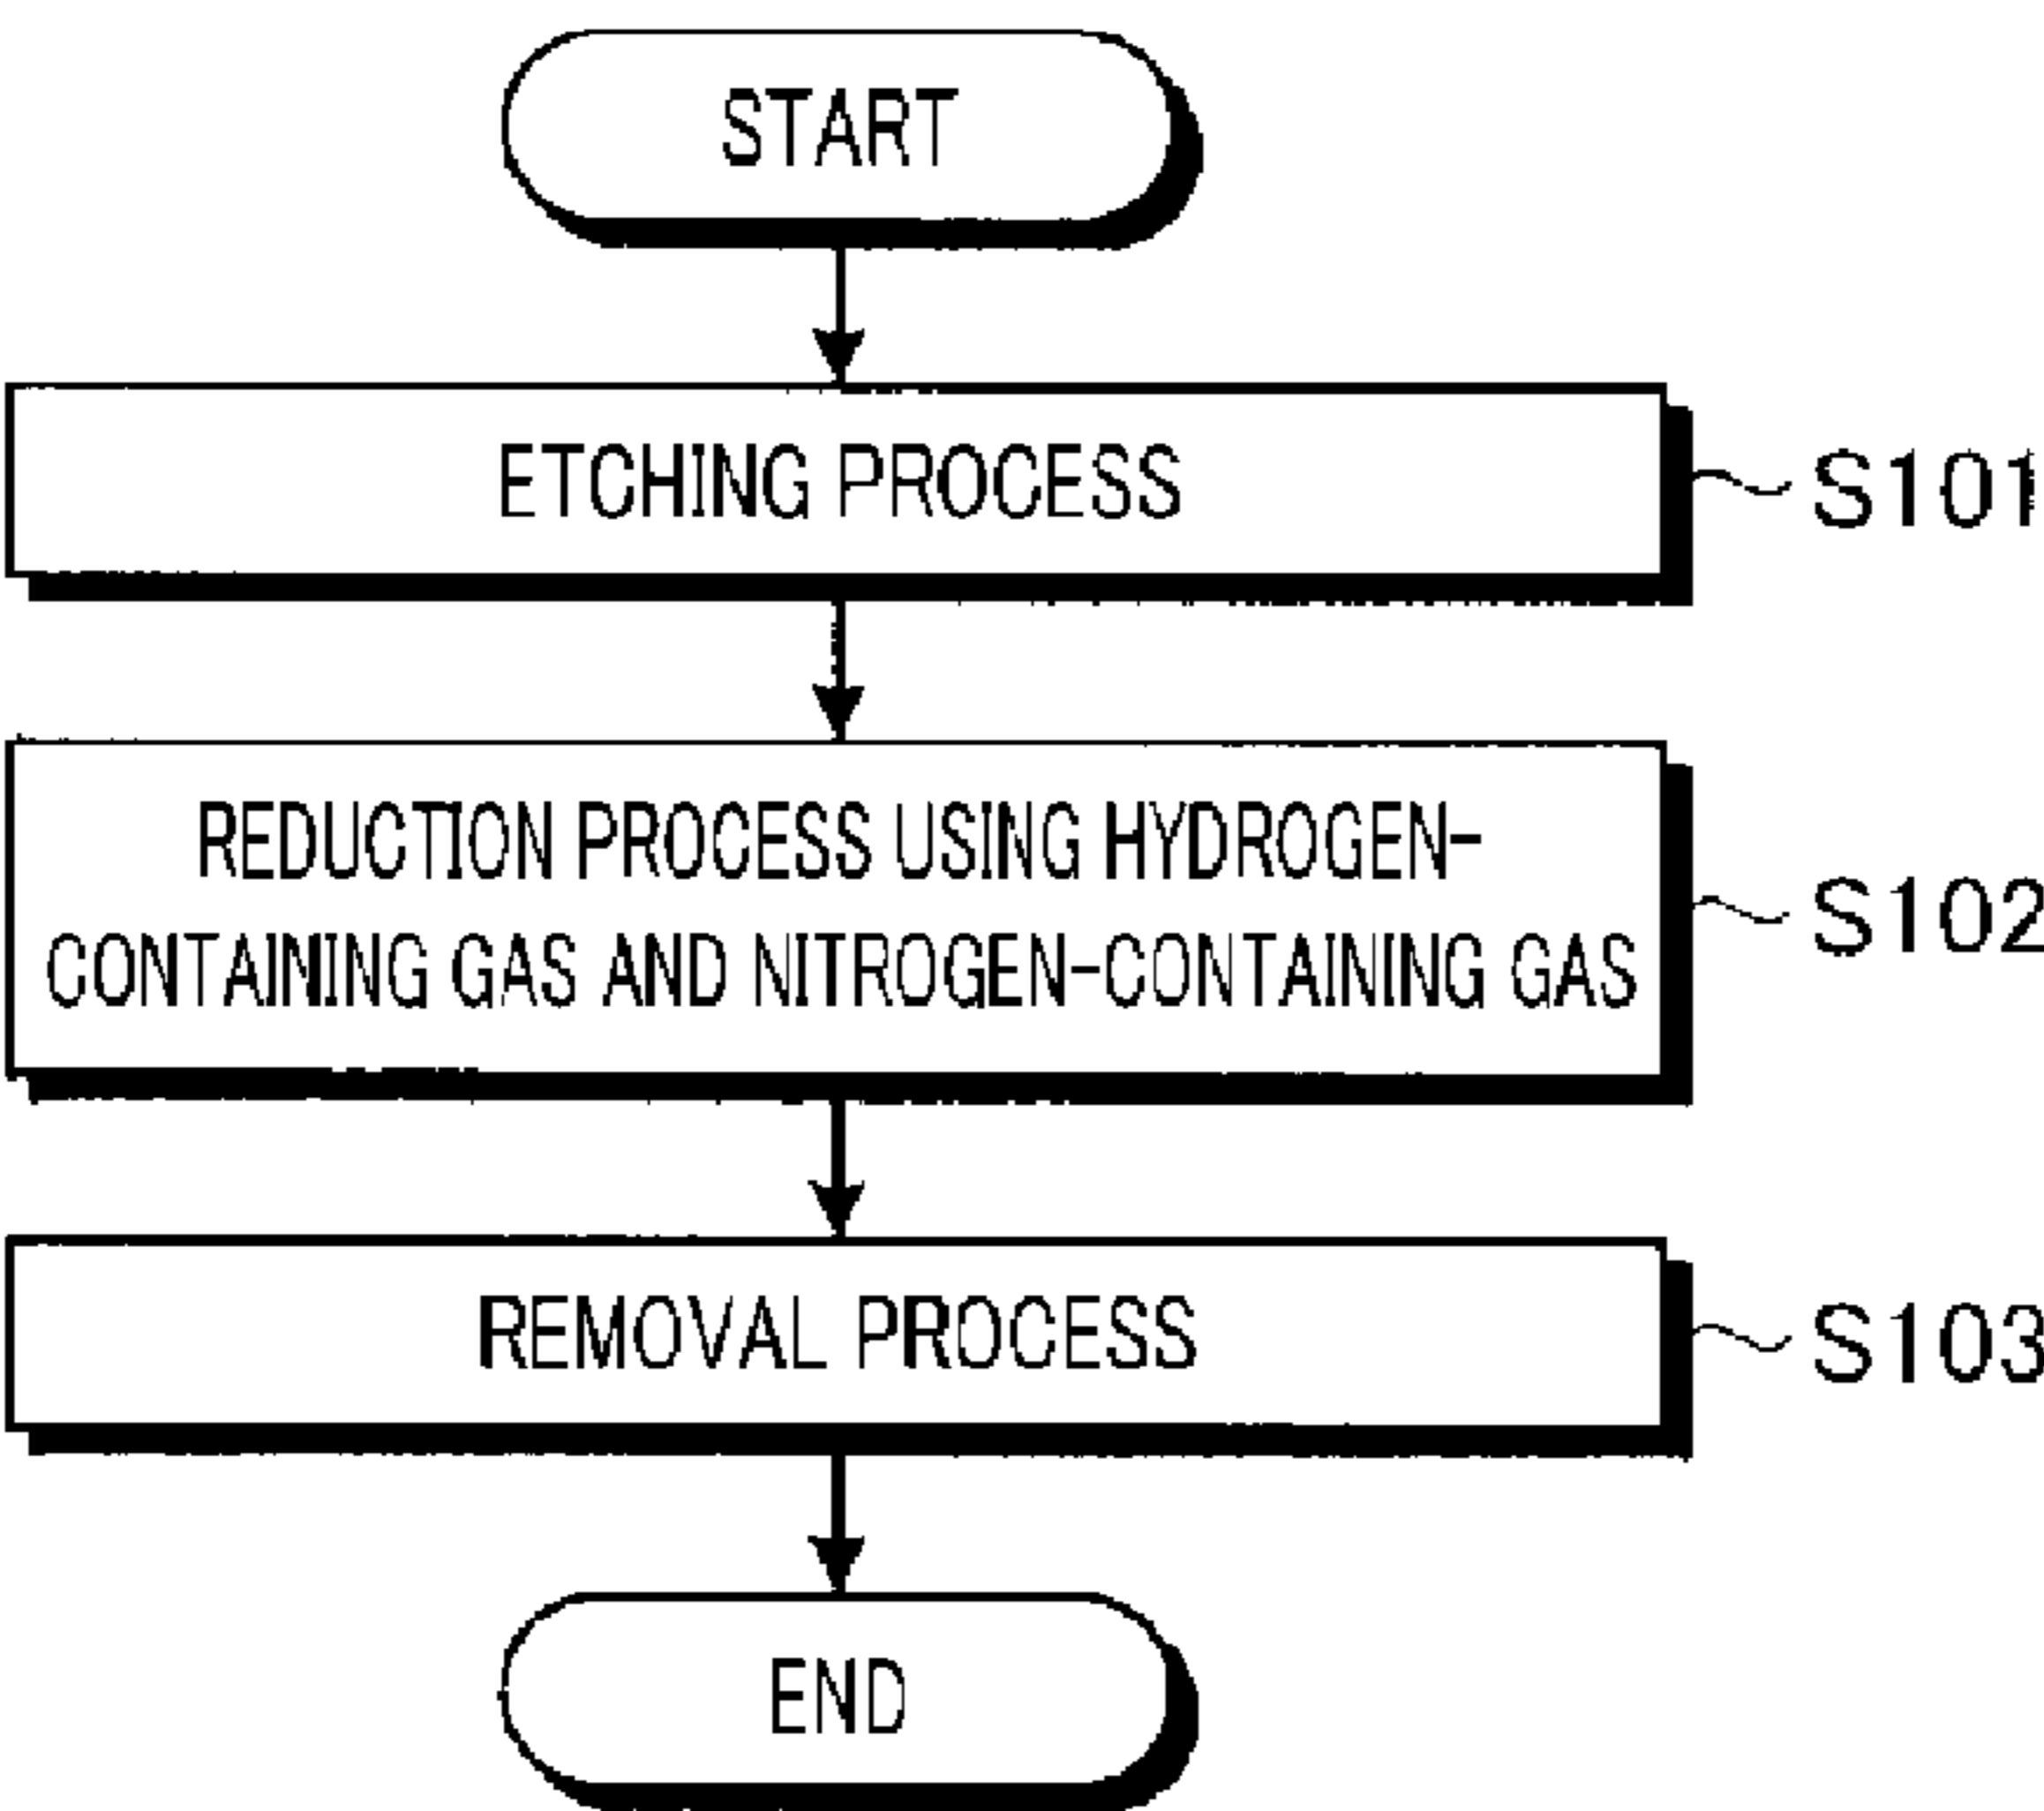 START
ETCHING PROCESS
S101
REDUCTION PROCESS USING HYDROGEN-
CONTAINING GAS AND NITROGEN-CONTAINING GAS
S102
REMOVAL PROCESS
S103
END